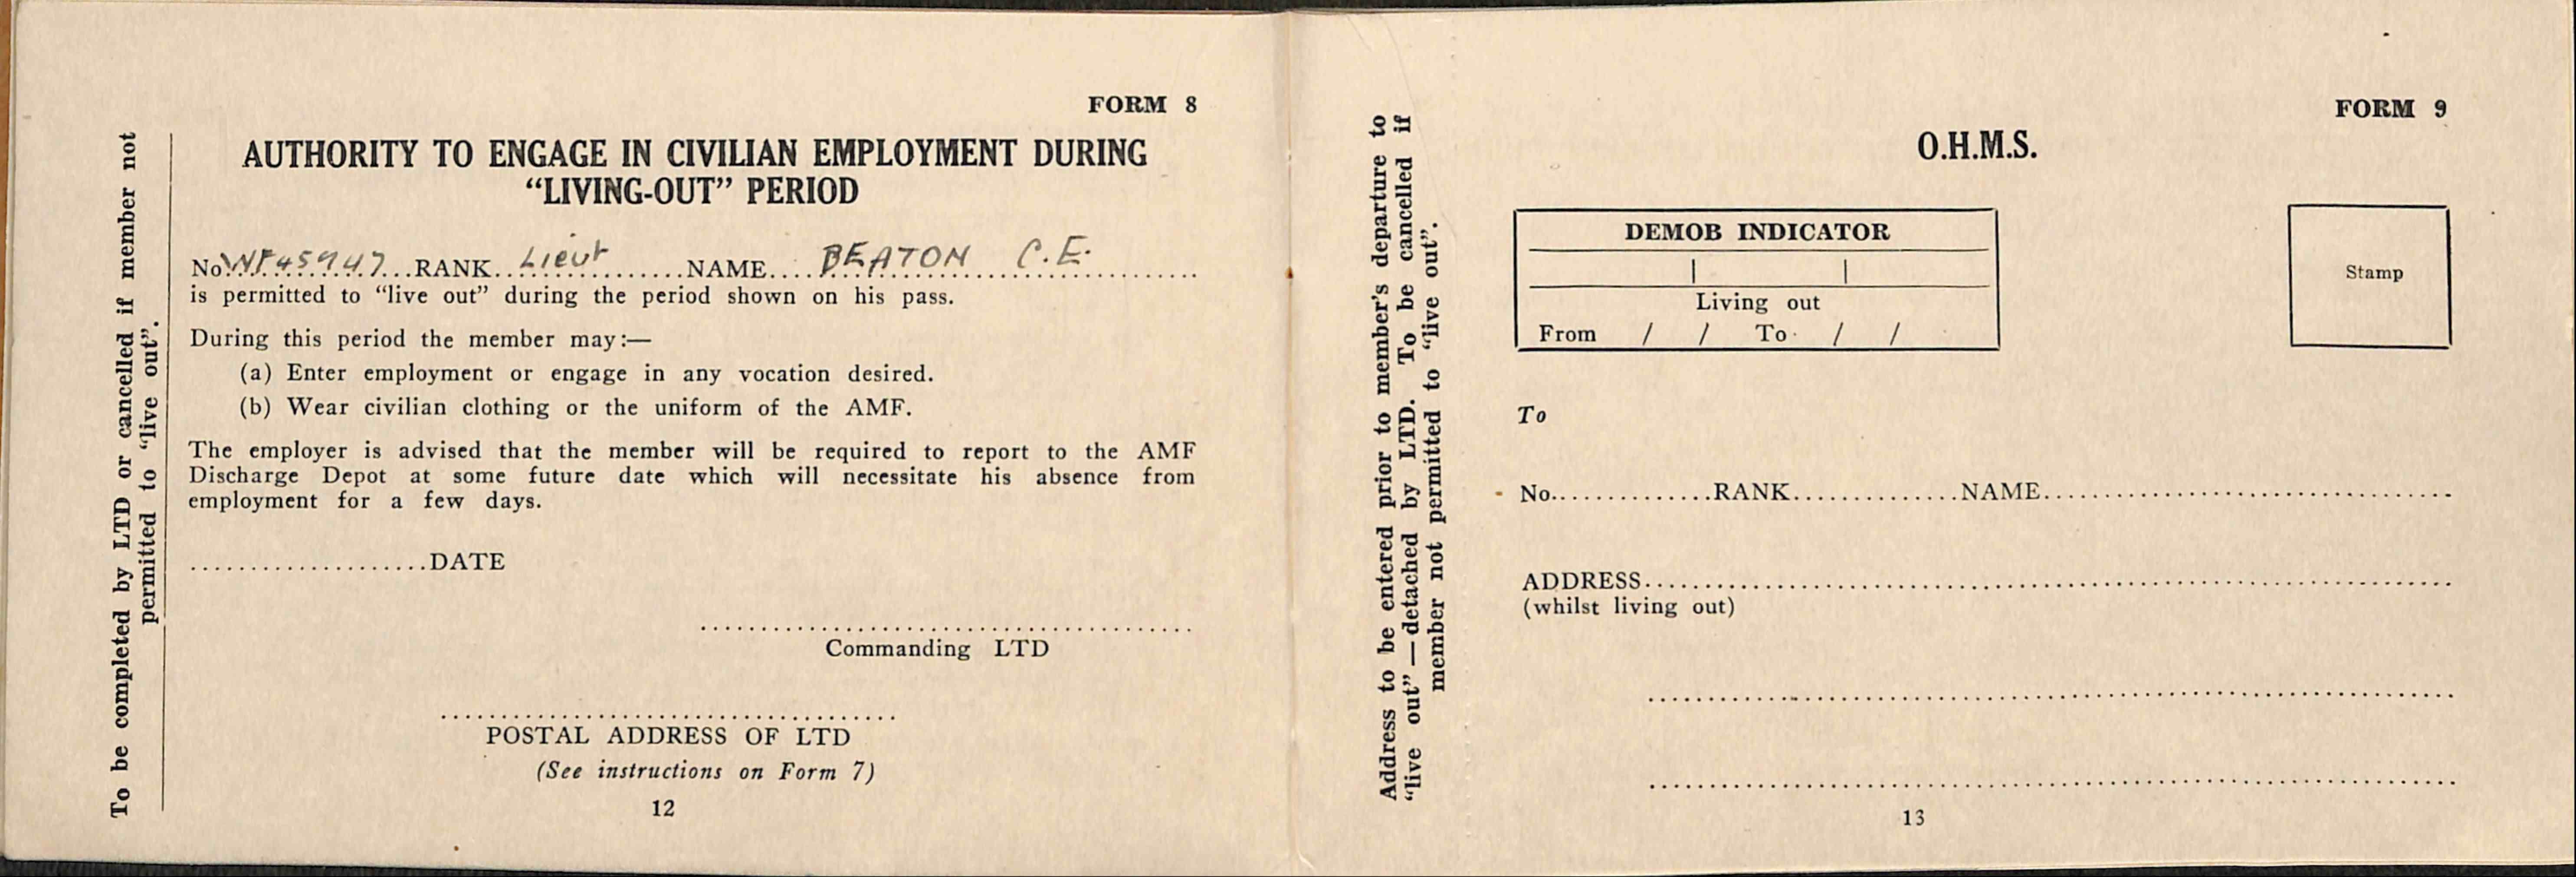 FORM 8
AUTHORITY TO ENGAGE IN CIVILIAN EMPLOYMENT DURING
“LIVING-OUT” PERIOD
No WF45947 RANK Lieut NAME BEATON C.E.
is permitted to “live out” during the period shown on his pass.
During this period the member may:—
(a) Enter employment or engage in any vocation desired.
(b) Wear civilian clothing or the uniform of the AMF.
The employer is advised that the member will be required to report to the AMF
Discharge Depot at some future date which will necessitate his absence from
employment for a few days.
....................DATE
Commanding LTD
POSTAL ADDRESS OF LTD
(See instructions on Form 7)
12
To be completed by LTD or cancelled if member not
permitted to “live out”.
Address to be entered prior to member's departure to
“live out” — detached by LTD. To be cancelled if
member not permitted to “live out”.
FORM 9
O.H.M.S.
DEMOB INDICATOR
Living out
From / / To / /
Stamp
To
No..............RANK..............NAME..................................
ADDRESS..................................
(whilst living out)
13